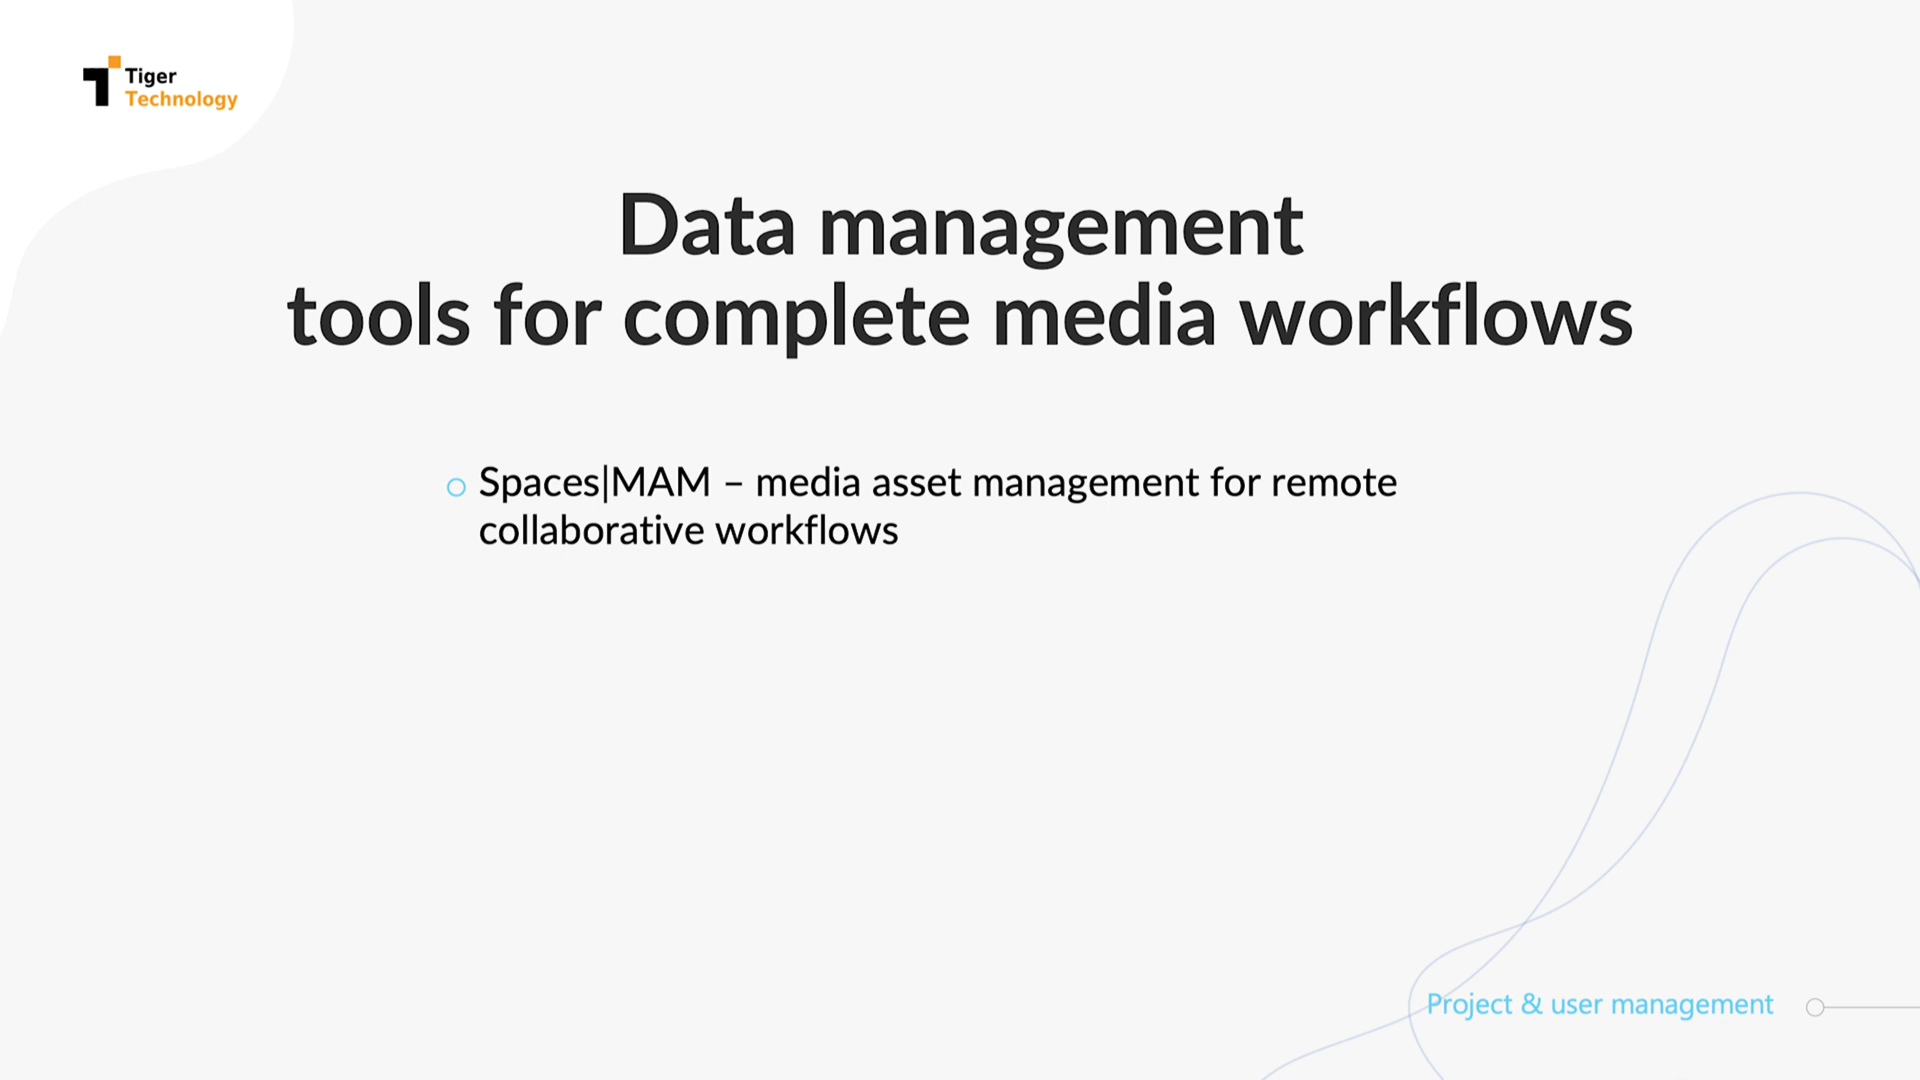 Tiger
Technology
Data management
tools for complete media workflows
Spaces|MAM – media asset management for remote
collaborative workflows
Project & user management